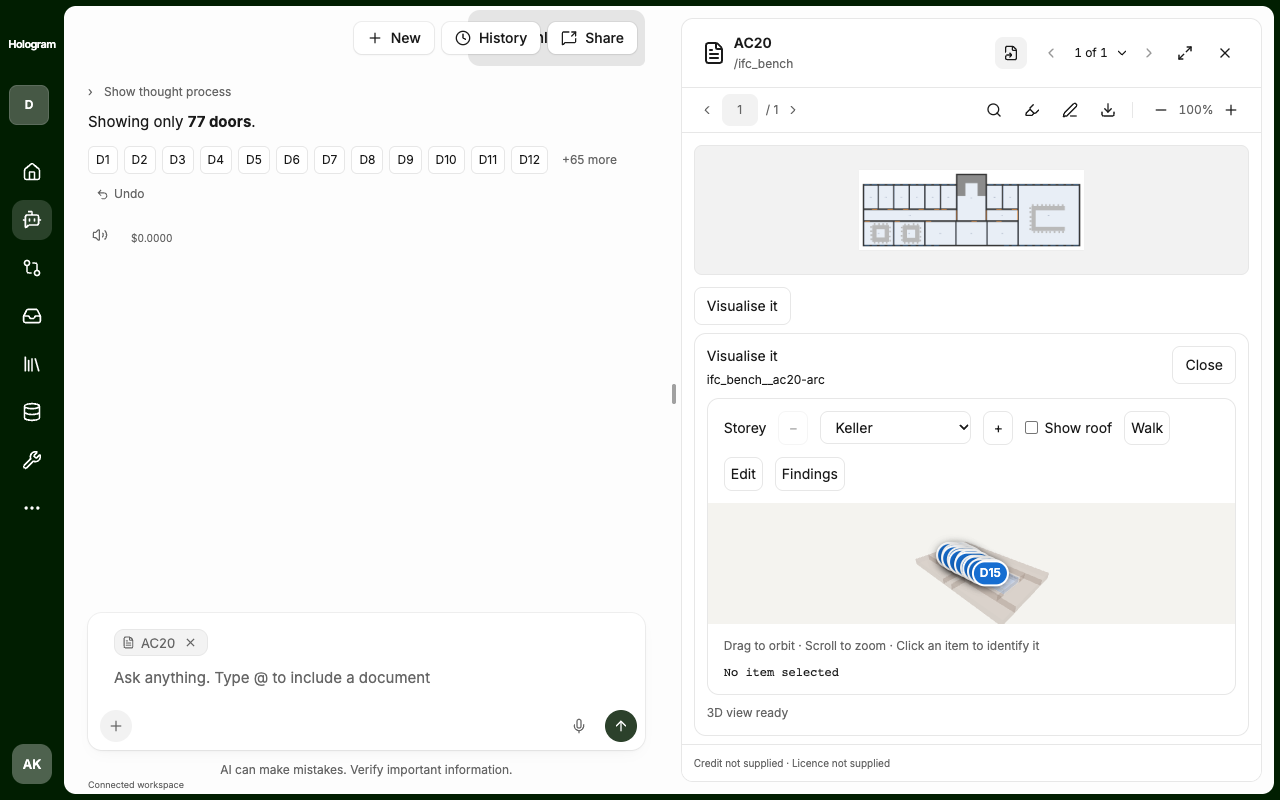 Hologram
D
AK
New
History
Share
Show thought process
Showing only 77 doors.
D1
D2
D3
D4
D5
D6
D7
D8
D9
D10
D11
D12
+65 more
Undo
$0.0000
AC20
Ask anything. Type @ to include a document
AI can make mistakes. Verify important information.
Connected workspace
AC20
/ifc_bench
1 of 1
1
/ 1
100%
Visualise it
Visualise it
ifc_bench__ac20-arc
Close
Storey
−
Keller
+
Show roof
Walk
Edit
Findings
D15
Drag to orbit · Scroll to zoom · Click an item to identify it
No item selected
3D view ready
Credit not supplied · Licence not supplied